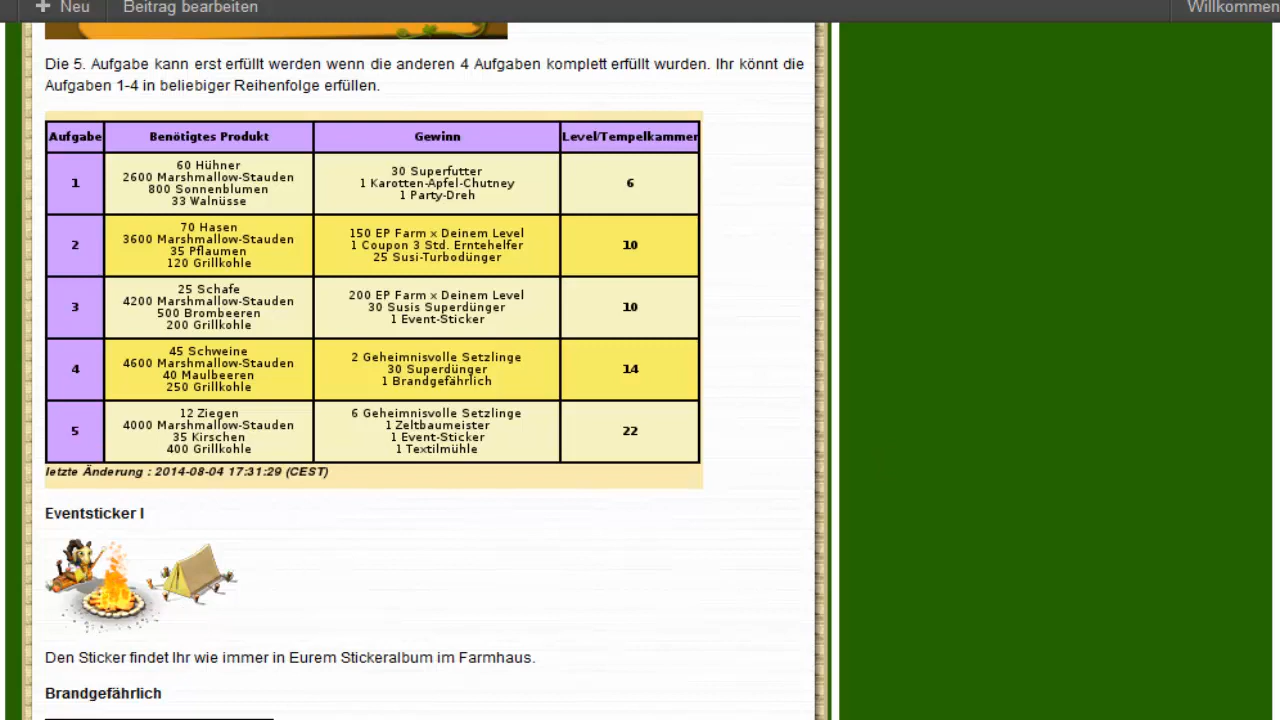 Neu Beitrag bearbeiten Willkommen
Die 5. Aufgabe kann erst erfüllt werden wenn die anderen 4 Aufgaben komplett erfüllt wurden. Ihr könnt die
Aufgaben 1-4 in beliebiger Reihenfolge erfüllen.
Aufgabe Benötigtes Produkt Gewinn Level/Tempelkammer
1
60 Hühner
2600 Marshmallow-Stauden
800 Sonnenblumen
33 Walnüsse
30 Superfutter
1 Karotten-Apfel-Chutney
1 Party-Dreh
6
2
70 Hasen
3600 Marshmallow-Stauden
35 Pflaumen
120 Grillkohle
150 EP Farm x Deinem Level
1 Coupon 3 Std. Erntehelfer
25 Susi-Turbodünger
10
3
25 Schafe
4200 Marshmallow-Stauden
500 Brombeeren
200 Grillkohle
200 EP Farm x Deinem Level
30 Susis Superdünger
1 Event-Sticker
10
4
45 Schweine
4600 Marshmallow-Stauden
40 Maulbeeren
250 Grillkohle
2 Geheimnisvolle Setzlinge
30 Superdünger
1 Brandgefährlich
14
5
12 Ziegen
4000 Marshmallow-Stauden
35 Kirschen
400 Grillkohle
6 Geheimnisvolle Setzlinge
1 Zeltbaumeister
1 Event-Sticker
1 Textilmühle
22
letzte Änderung : 2014-08-04 17:31:29 (CEST)
Eventsticker I
Den Sticker findet Ihr wie immer in Eurem Stickeralbum im Farmhaus.
Brandgefährlich